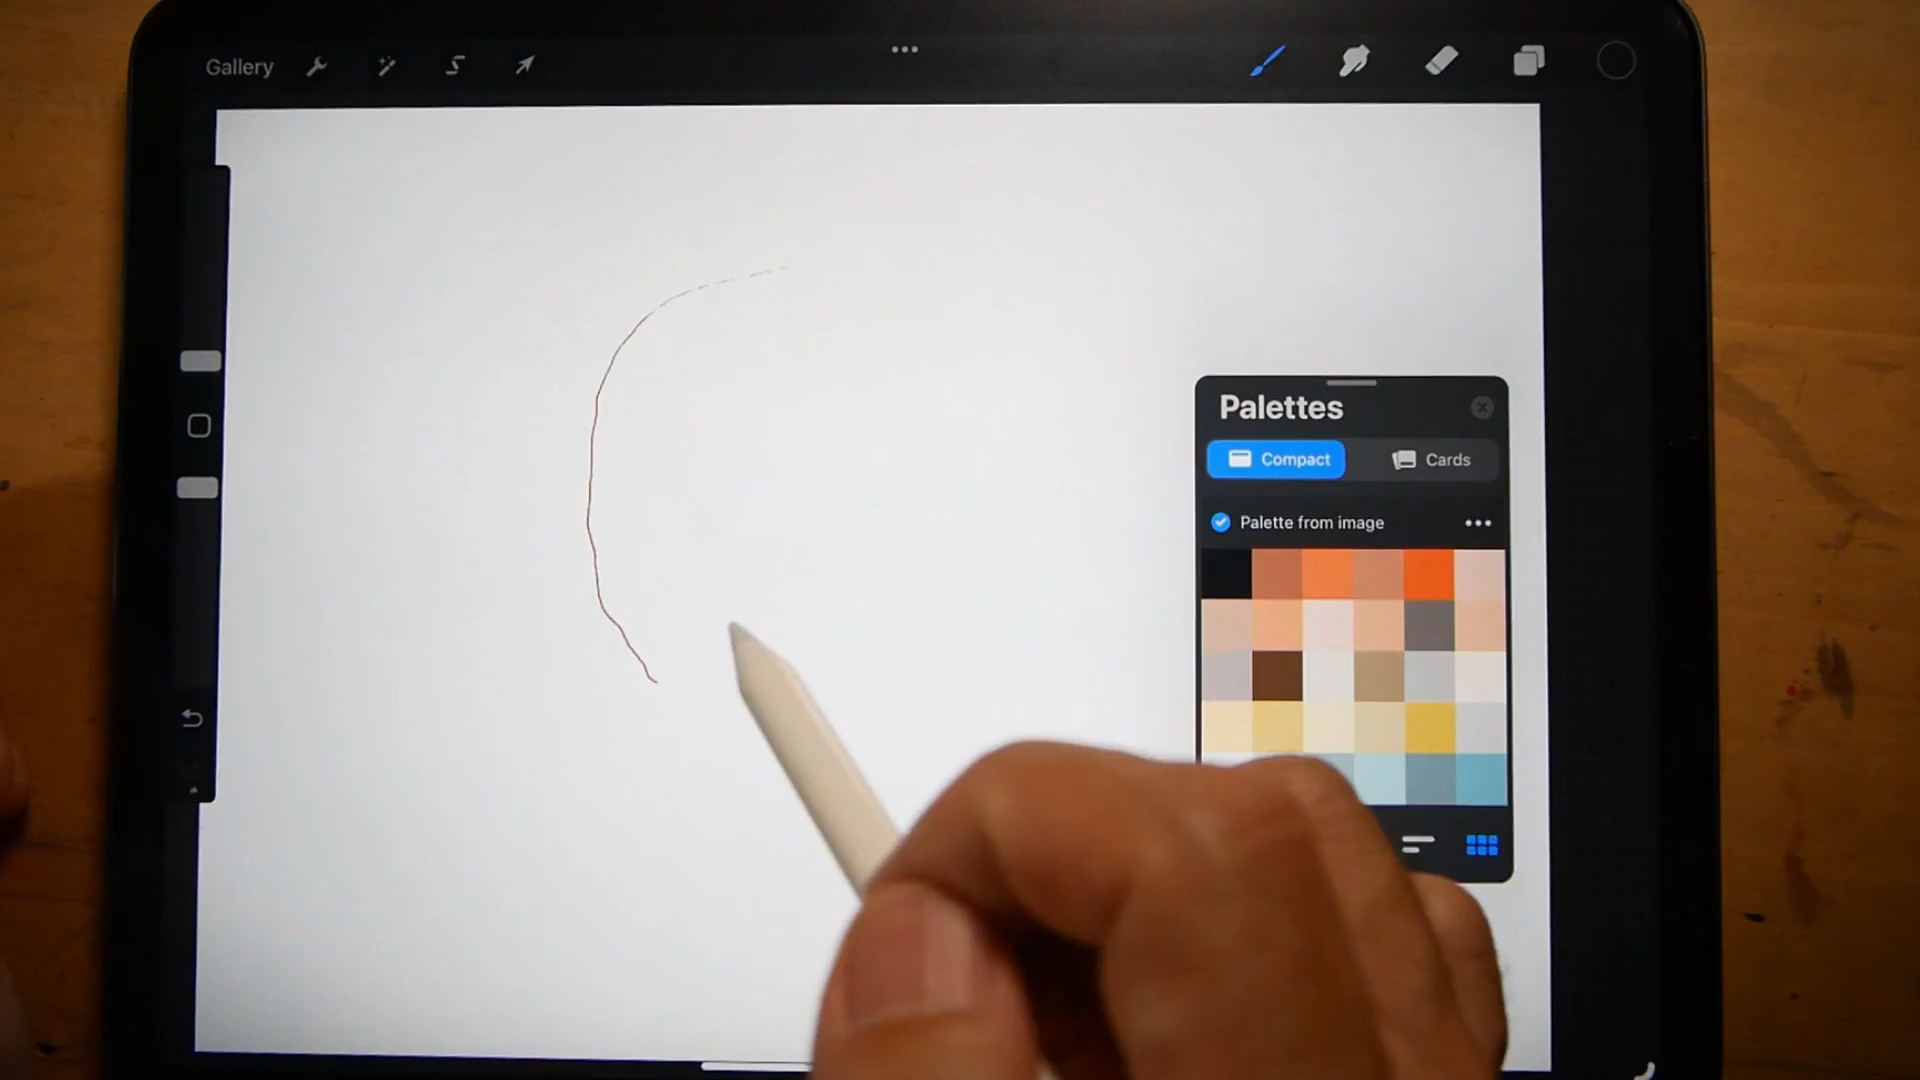 Gallery
Palettes
Compact
Cards
Palette from image